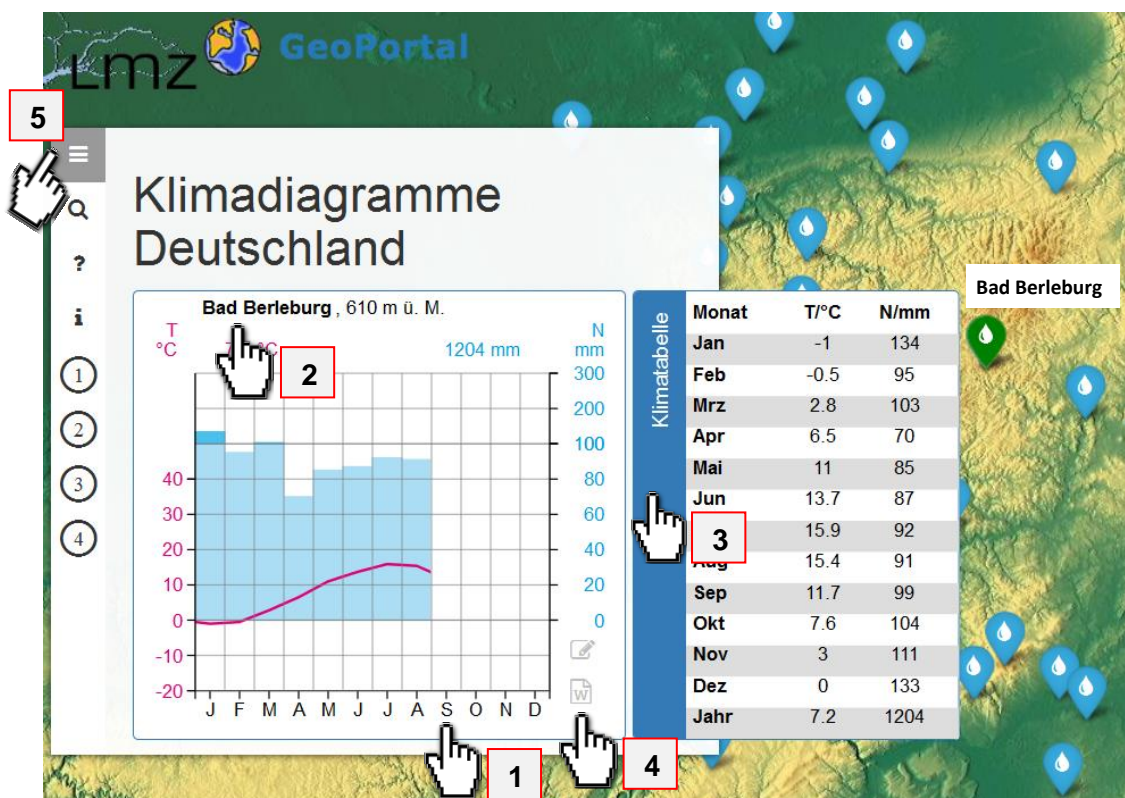 Lmz GeoPortal
5
Klimadiagramme
Deutschland
?
i
1
2
3
4
Bad Berleburg , 610 m ü. M.
T
°C
°C
1204 mm
N
mm
300
200
100
80
60
40
20
0
40
30
20
10
0
-10
-20
J F M A M J J A S O N D
W
2
1
4
3
Klimatabelle
Monat T/°C N/mm
Jan -1 134
Feb -0.5 95
Mrz 2.8 103
Apr 6.5 70
Mai 11 85
Jun 13.7 87
15.9 92
Aug 15.4 91
Sep 11.7 99
Okt 7.6 104
Nov 3 111
Dez 0 133
Jahr 7.2 1204
Bad Berleburg